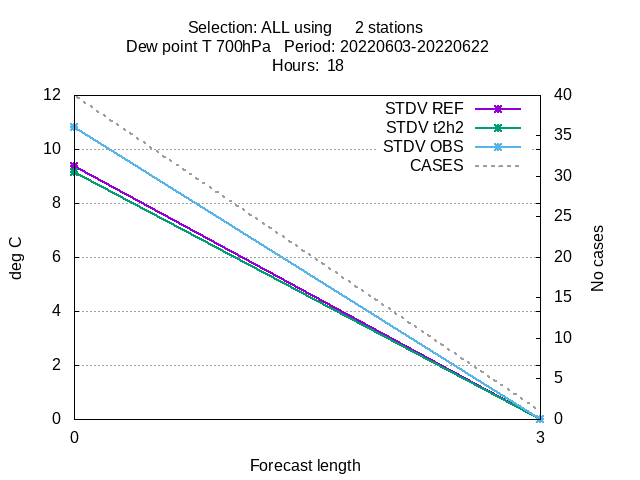 Selection: ALL using     2 stations
Dew point T 700hPa   Period: 20220603-20220622
Hours:  18
STDV REF
STDV t2h2
STDV OBS
CASES
12
10
8
6
4
2
0
40
35
30
25
20
15
10
5
0
deg C
No cases
0
3
Forecast length